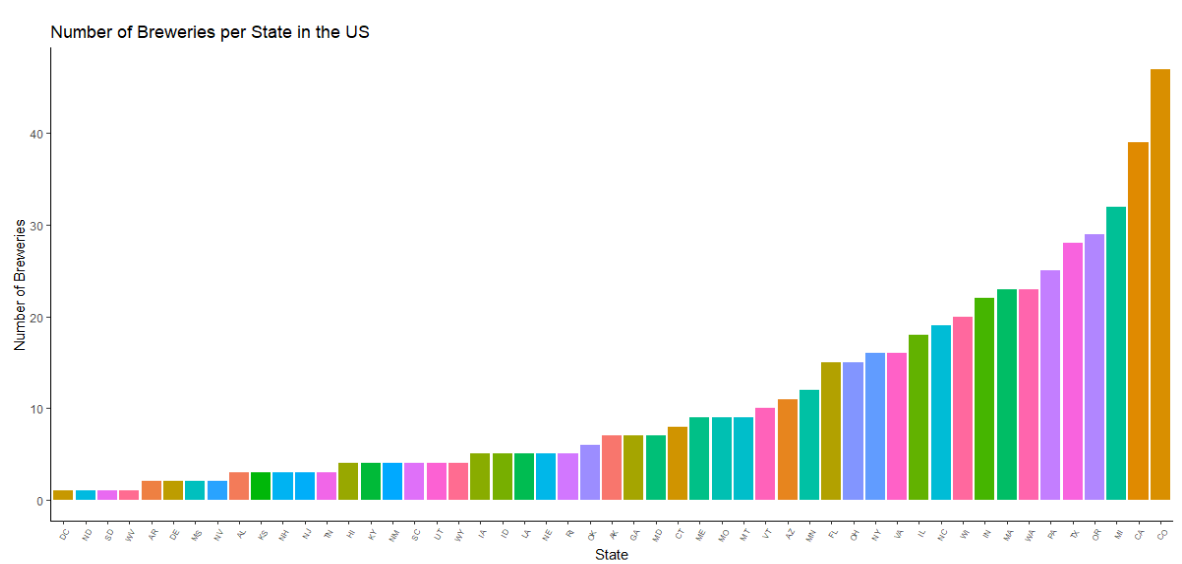 Number of Breweries per State in the US
Number of Breweries
40
30
20
10
0
DC ND SD WV AR DE MS NV AL KS NH NJ TN HI KY NM SC UT WY IA ID LA NE RI OK AK GA MD CT ME MO MT VT AZ MN FL OH NY VA IL NC WI IN MA WA PA TX OR MI CA CO
State